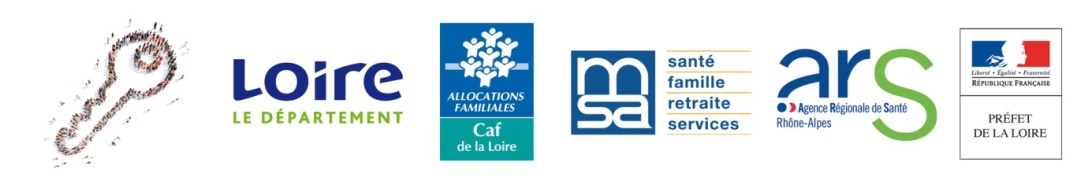 Loire
LE DÉPARTEMENT
ALLOCATIONS
FAMILIALES
Caf
de la Loire
msa
santé
famille
retraite
services
ars
Agence Régionale de Santé
Rhône-Alpes
Liberté • Égalité • Fraternité
RÉPUBLIQUE FRANÇAISE
PRÉFET
DE LA LOIRE